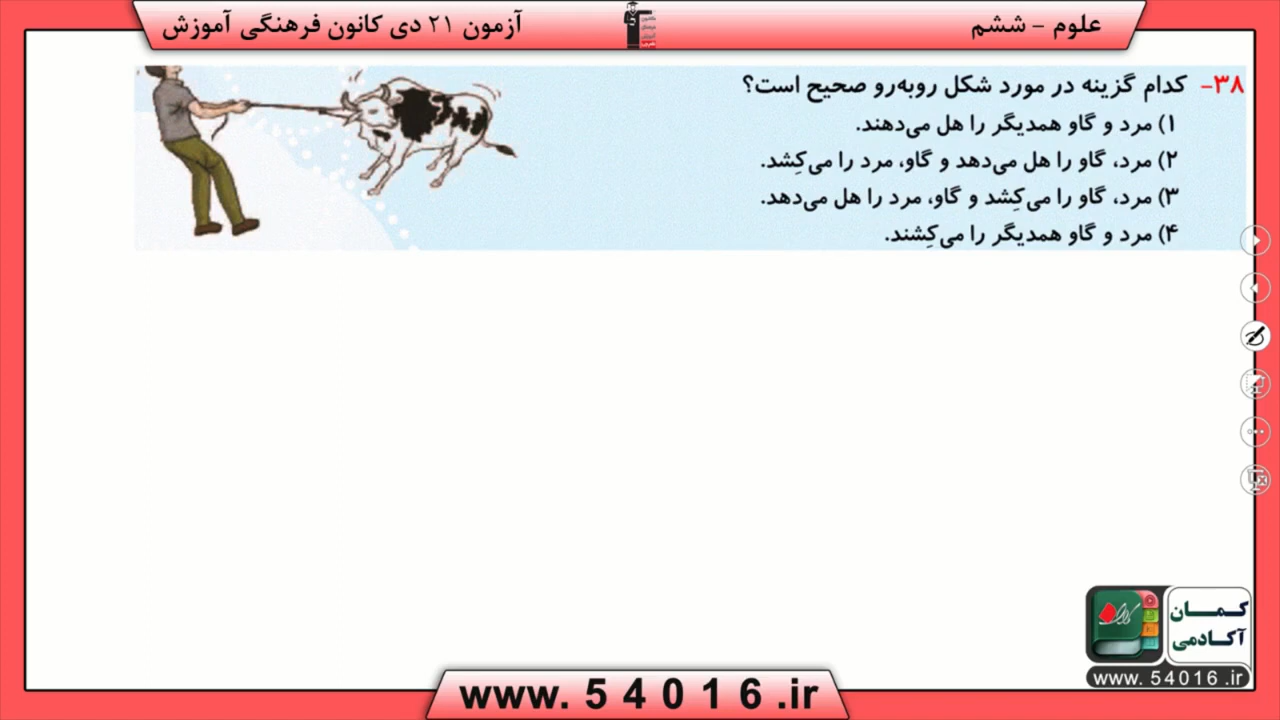 علوم - ششم
آزمون ۲۱ دی کانون فرهنگی آموزش
۳۸- کدام گزینه در مورد شکل روبه‌رو صحیح است؟
۱) مرد و گاو همدیگر را هل می‌دهند.
۲) مرد، گاو را هل می‌دهد و گاو، مرد را می‌کِشد.
۳) مرد، گاو را می‌کِشد و گاو، مرد را هل می‌دهد.
۴) مرد و گاو همدیگر را می‌کِشند.
کمان
آکادمی
www. 54016 .ir
www. 5 4 0 1 6 .ir